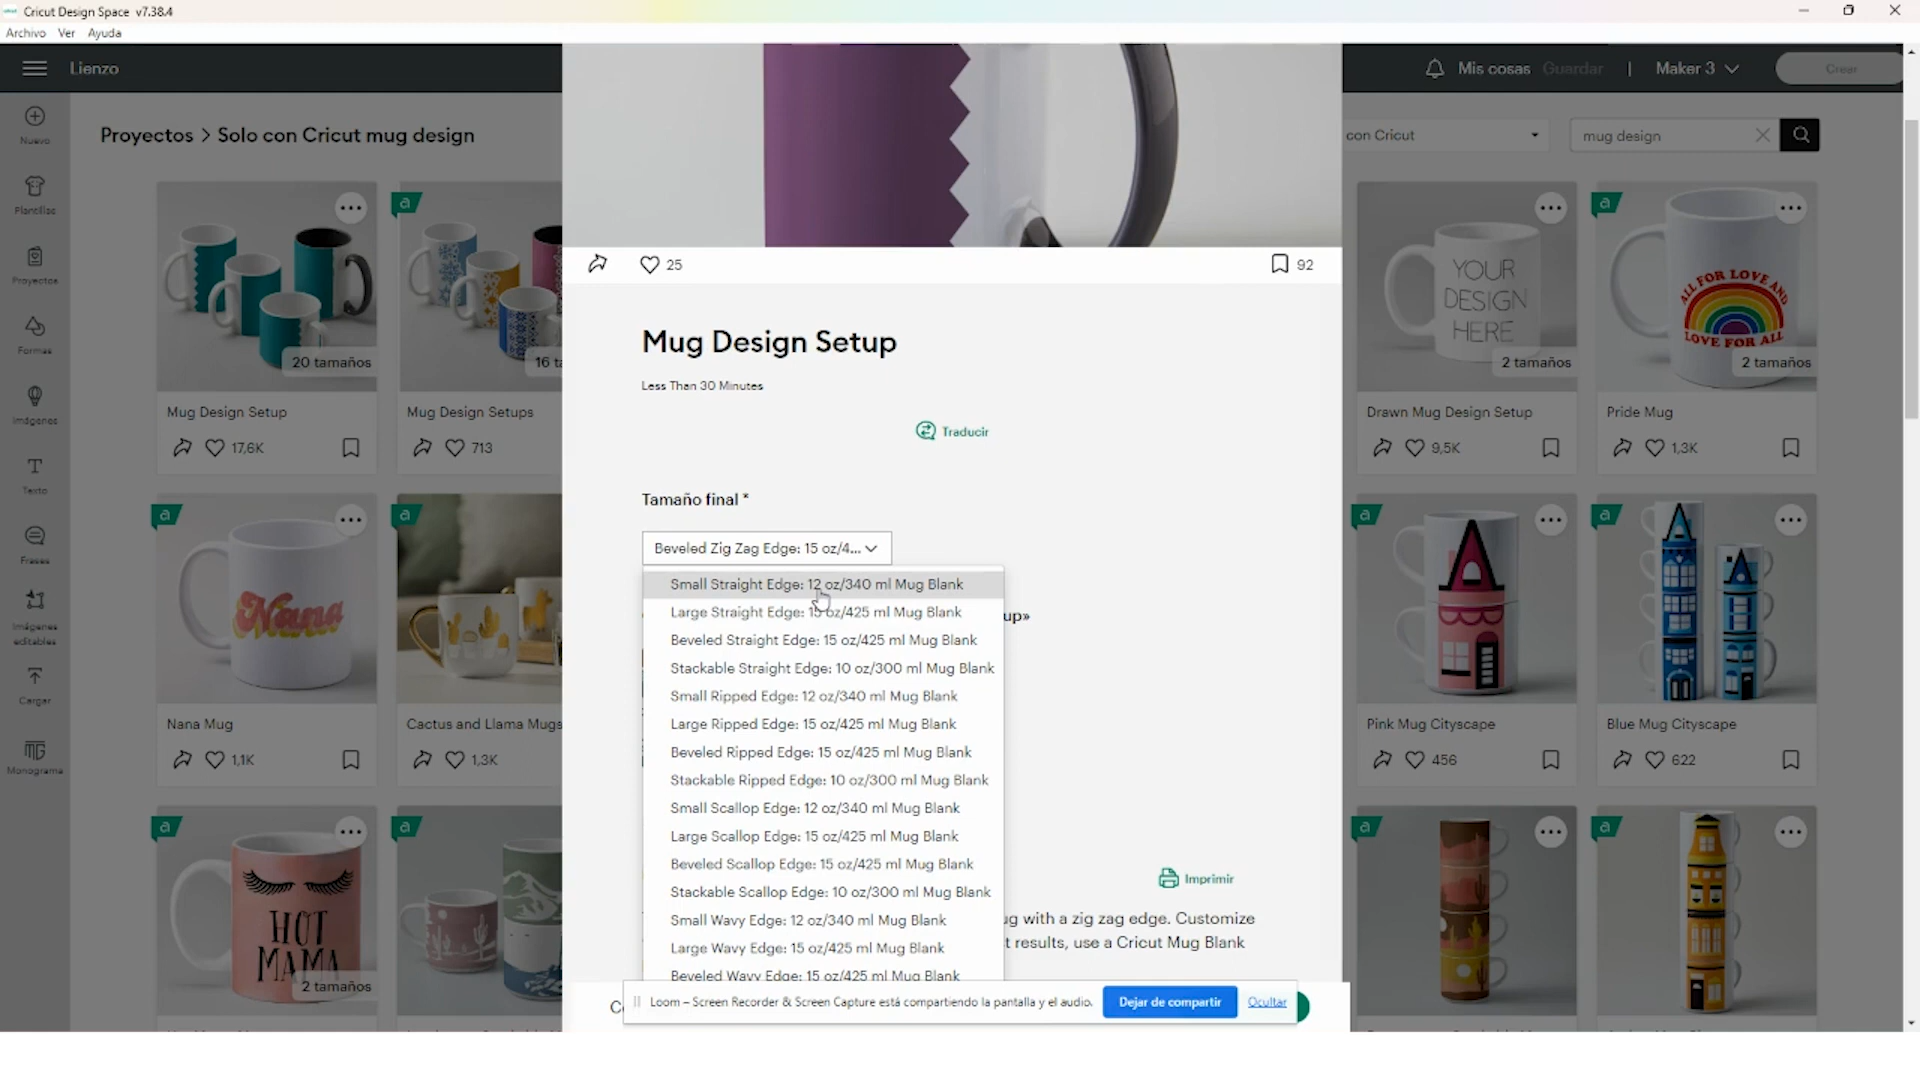 Cricut Design Space v7.38.4
Archivo Ver Ayuda
Lienzo
Mis cosas Guardar | Maker 3 Crear
Proyectos > Solo con Cricut mug design
con Cricut
mug design
Nuevo
Plantillas
Proyectos
Formas
Imágenes
Texto
Frases
Imágenes editables
Cargar
Monograma
20 tamaños
Mug Design Setup
17,6K
a
16 ta
Mug Design Setups
713
YOUR DESIGN HERE
2 tamaños
Drawn Mug Design Setup
9,5K
a
ALL FOR LOVE AND
LOVE FOR ALL
2 tamaños
Pride Mug
1,3K
a
Nana
Nana Mug
1,1K
a
Cactus and Llama Mugs
1,3K
a
Pink Mug Cityscape
456
a
Blue Mug Cityscape
622
a
HOT MAMA
2 tamaños
a
a
a
25
92
Mug Design Setup
Less Than 30 Minutes
Traducir
Tamaño final *
Beveled Zig Zag Edge: 15 oz/4...
Small Straight Edge: 12 oz/340 ml Mug Blank
Large Straight Edge: 15 oz/425 ml Mug Blank
Beveled Straight Edge: 15 oz/425 ml Mug Blank
Stackable Straight Edge: 10 oz/300 ml Mug Blank
Small Ripped Edge: 12 oz/340 ml Mug Blank
Large Ripped Edge: 15 oz/425 ml Mug Blank
Beveled Ripped Edge: 15 oz/425 ml Mug Blank
Stackable Ripped Edge: 10 oz/300 ml Mug Blank
Small Scallop Edge: 12 oz/340 ml Mug Blank
Large Scallop Edge: 15 oz/425 ml Mug Blank
Beveled Scallop Edge: 15 oz/425 ml Mug Blank
Stackable Scallop Edge: 10 oz/300 ml Mug Blank
Small Wavy Edge: 12 oz/340 ml Mug Blank
Large Wavy Edge: 15 oz/425 ml Mug Blank
Beveled Wavy Edge: 15 oz/425 ml Mug Blank
up»
Imprimir
ug with a zig zag edge. Customize
t results, use a Cricut Mug Blank
Loom – Screen Recorder & Screen Capture está compartiendo la pantalla y el audio. Dejar de compartir Ocultar